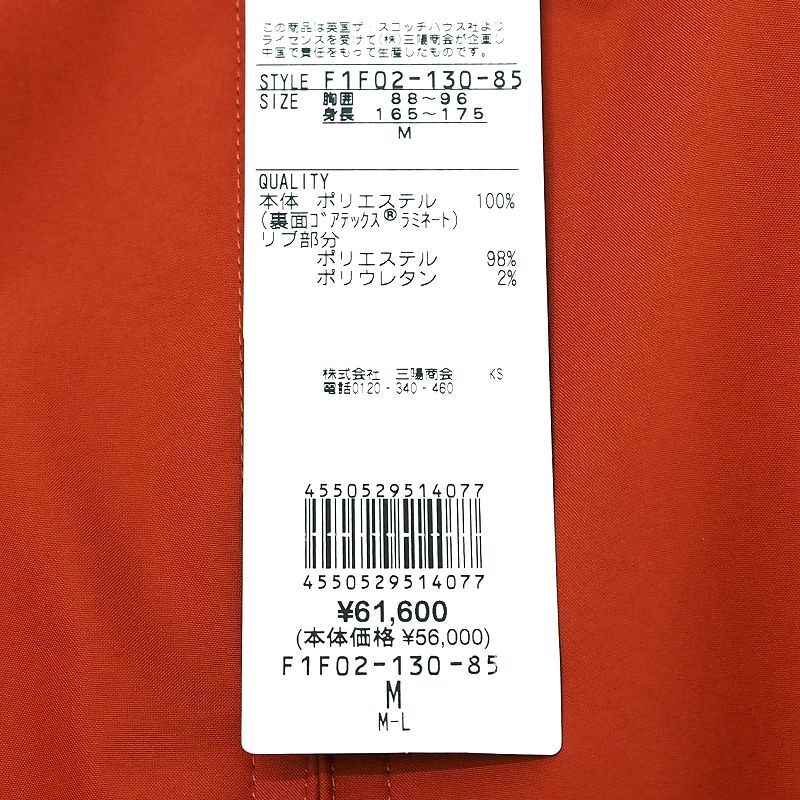 この商品は英国ザ・スコッチハウス社より
ライセンスを受けて(株)三陽商会が企画し
中国で責任をもって生産したものです。
STYLE F1F02-130-85
SIZE 胸囲 88～96
身長 165～175
M
QUALITY
本体 ポリエステル 100%
(裏面ゴアテックス®ラミネート)
リブ部分
ポリエステル 98%
ポリウレタン 2%
株式会社 三陽商会 KS
電話0120-340-460
4550529514077
4550529514077
¥61,600
(本体価格 ¥56,000)
F1F02-130-85
M
M-L